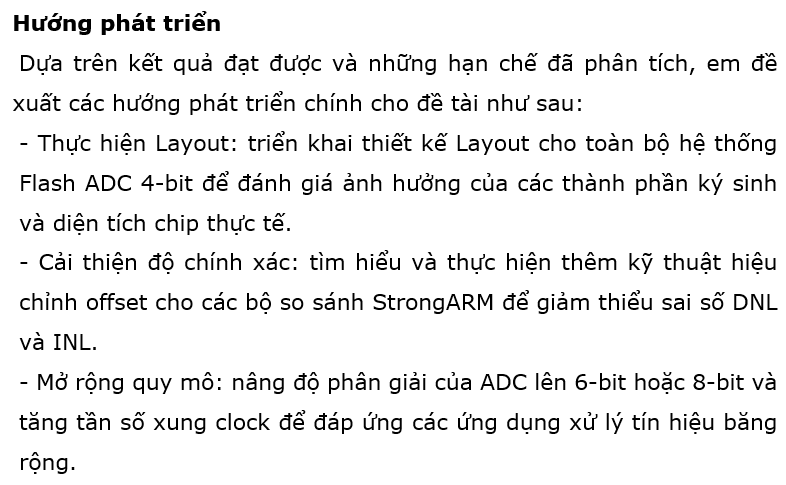 Hướng phát triển
Dựa trên kết quả đạt được và những hạn chế đã phân tích, em đề
xuất các hướng phát triển chính cho đề tài như sau:
- Thực hiện Layout: triển khai thiết kế Layout cho toàn bộ hệ thống
Flash ADC 4-bit để đánh giá ảnh hưởng của các thành phần ký sinh
và diện tích chip thực tế.
- Cải thiện độ chính xác: tìm hiểu và thực hiện thêm kỹ thuật hiệu
chỉnh offset cho các bộ so sánh StrongARM để giảm thiểu sai số DNL
và INL.
- Mở rộng quy mô: nâng độ phân giải của ADC lên 6-bit hoặc 8-bit và
tăng tần số xung clock để đáp ứng các ứng dụng xử lý tín hiệu băng
rộng.